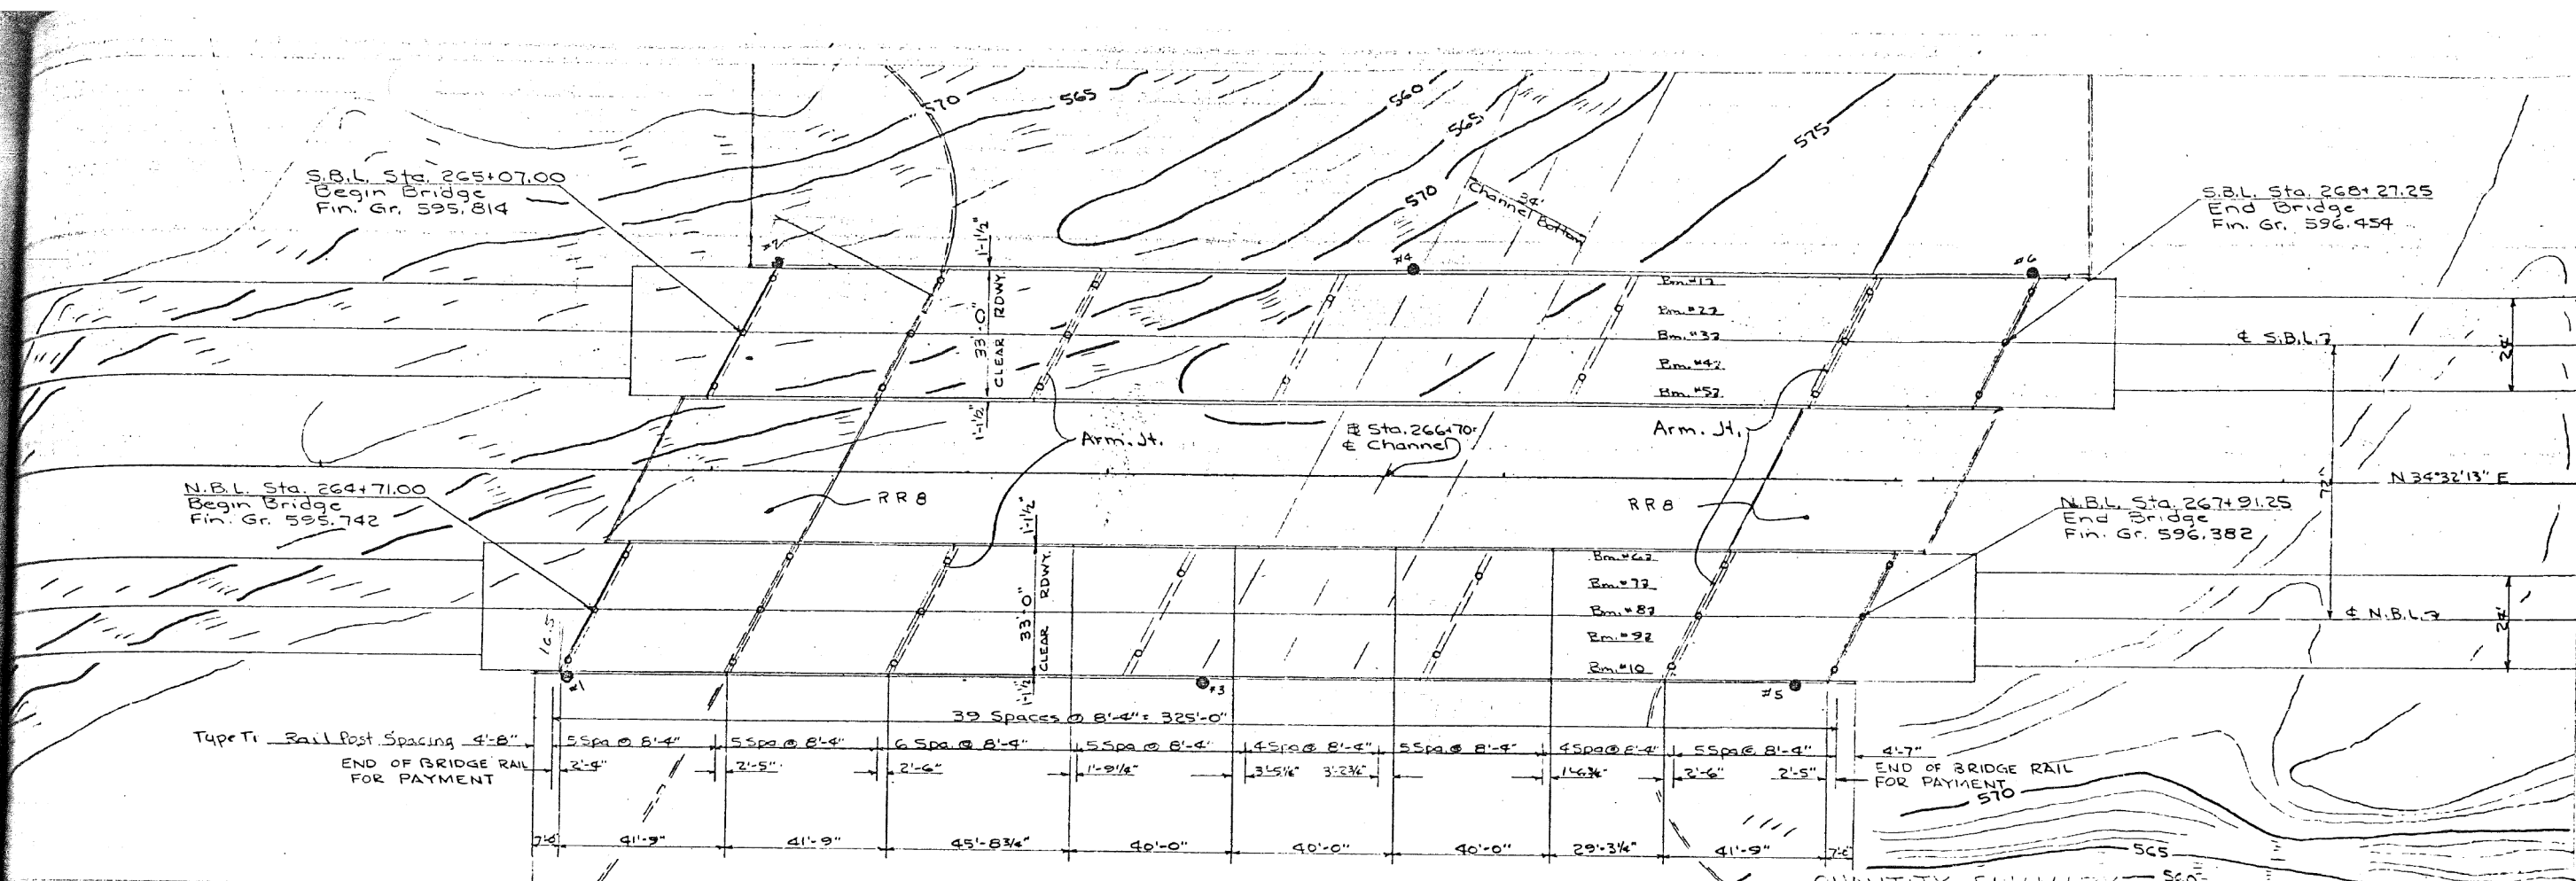 570
565
560
565
575
570
34'
Channel Bottom
S.B.L. Sta. 265+07.00
Begin Bridge
Fin. Gr. 595.814
S.B.L. Sta. 268+27.25
End Bridge
Fin. Gr. 596.454
#2
#4
#6
1'-1½"
33'-0"
CLEAR RDWY.
1'-1½"
Bm. #1
Bm. #2
Bm. #3
Bm. #4
Bm. #5
℄ S.B.L.
24'
Arm. Jt.
Sta. 266+70
℄ Channel
Arm. Jt.
72'
N 34°32'13" E
N.B.L. Sta. 264+71.00
Begin Bridge
Fin. Gr. 595.742
RR8
RR8
N.B.L. Sta. 267+91.25
End Bridge
Fin. Gr. 596.382
1'-1½"
33'-0"
CLEAR RDWY.
1'-1½"
16.5
Bm. #6
Bm. #7
Bm. #8
Bm. #9
Bm. #10
℄ N.B.L.
24'
#1
#3
#5
39 Spaces @ 8'-4" = 325'-0"
Type T1 Rail Post Spacing 4'-8" 5 Spa @ 8'-4" 5 Spa @ 8'-4" 6 Spa. @ 8'-4" 5 Spa @ 8'-4" 4 Spa @ 8'-4" 5 Spa. @ 8'-4" 4 Spa @ 8'-4" 5 Spa @ 8'-4" 4'-7"
END OF BRIDGE RAIL
FOR PAYMENT
2'-4" 2'-5" 2'-6" 1'-9¼" 2'-6" 2'-5"
END OF BRIDGE RAIL
FOR PAYMENT
570
41'-9" 41'-9" 45'-8¾" 40'-0" 40'-0" 40'-0" 29'-3¼" 41'-9"
565
560
QUANTITY